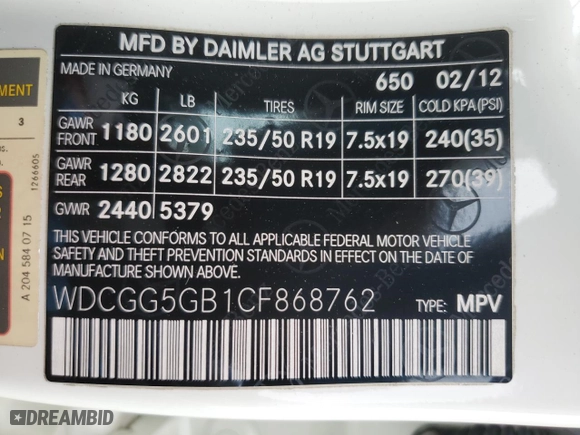 MFD BY DAIMLER AG STUTTGART
MADE IN GERMANY 650 02/12
KG LB TIRES RIM SIZE COLD KPA(PSI)
GAWR FRONT 1180 2601 235/50 R19 7.5x19 240(35)
GAWR REAR 1280 2822 235/50 R19 7.5x19 270(39)
GVWR 2440 5379
THIS VEHICLE CONFORMS TO ALL APPLICABLE FEDERAL MOTOR VEHICLE
SAFETY AND THEFT PREVENTION STANDARDS IN EFFECT ON THE DATE OF
MANUFACTURE SHOWN ABOVE.
WDCGG5GB1CF868762 TYPE: MPV
MENT
3
1266605
A 204 584 07 15
DREAMBID